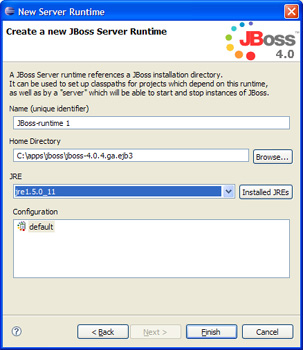 New Server Runtime
Create a new JBoss Server Runtime
JBoss
4.0
A JBoss Server runtime references a JBoss installation directory.
It can be used to set up classpaths for projects which depend on this runtime,
as well as by a "server" which will be able to start and stop instances of JBoss.
Name (unique identifier)
JBoss-runtime 1
Home Directory
C:\apps\jboss\jboss-4.0.4.ga.ejb3
Browse...
JRE
jre1.5.0_11
Installed JREs
Configuration
default
?
< Back
Next >
Finish
Cancel